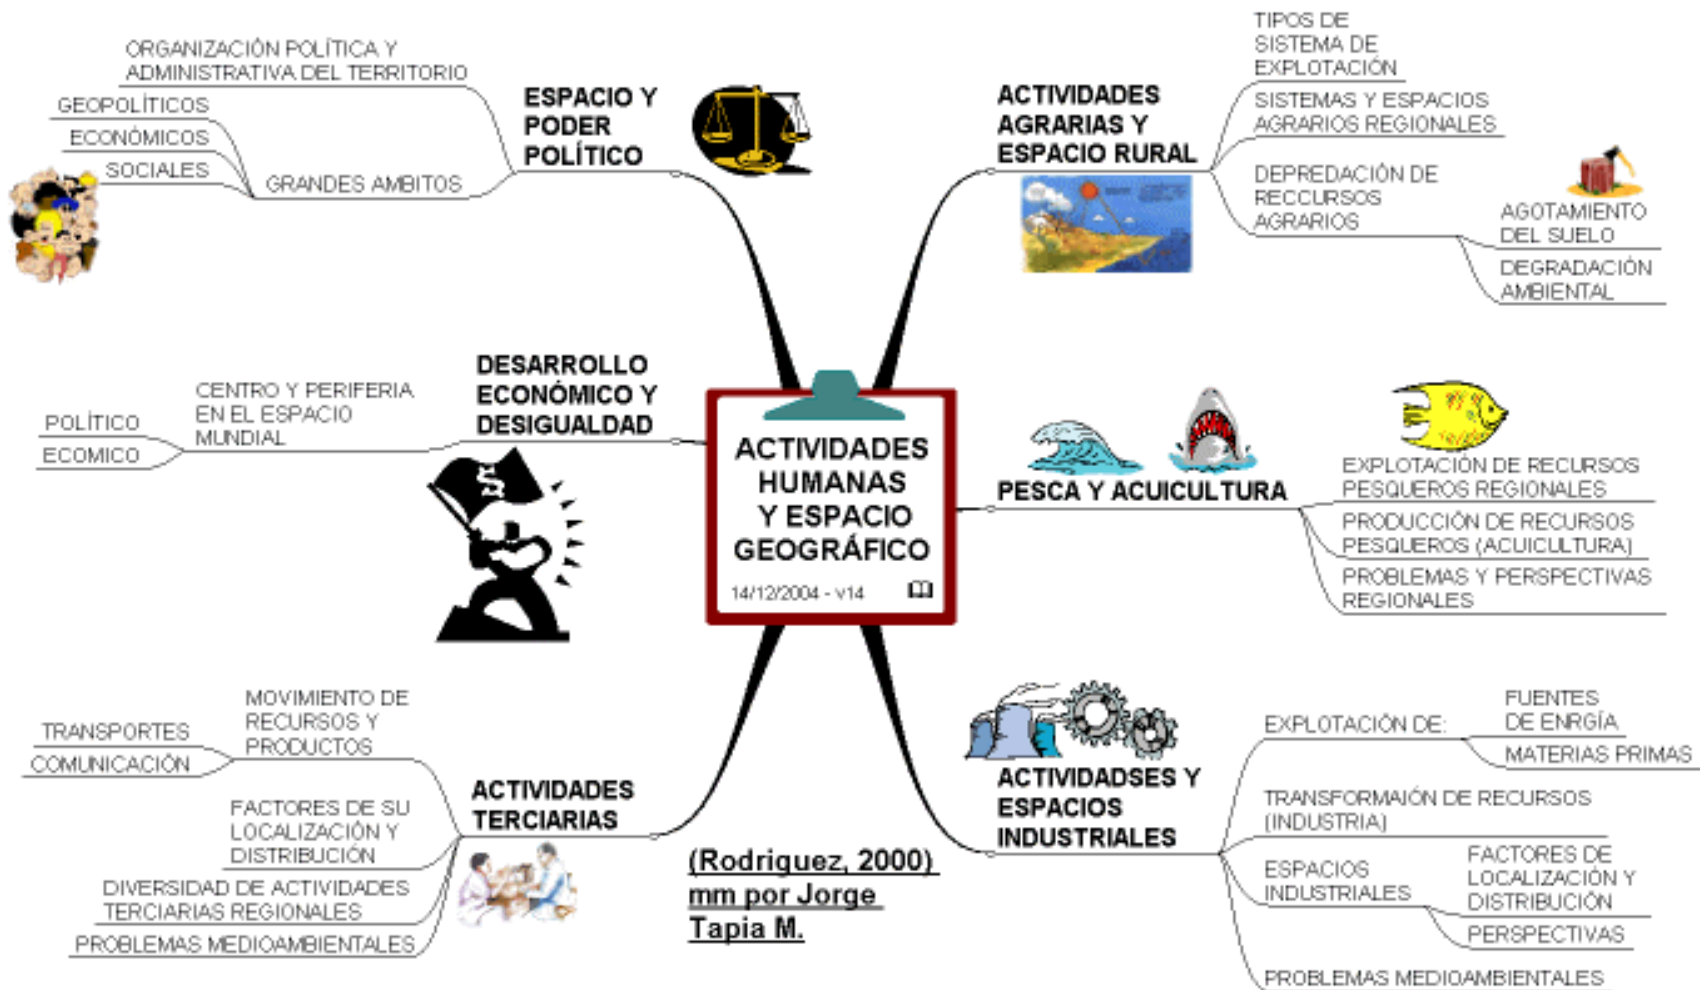 ORGANIZACIÓN POLÍTICA Y
ADMINISTRATIVA DEL TERRITORIO
GEOPOLÍTICOS
ECONÓMICOS
SOCIALES
GRANDES AMBITOS
ESPACIO Y
PODER
POLÍTICO
DESARROLLO
ECONÓMICO Y
DESIGUALDAD
CENTRO Y PERIFERIA
EN EL ESPACIO
MUNDIAL
POLÍTICO
ECOMICO
MOVIMIENTO DE
RECURSOS Y
PRODUCTOS
TRANSPORTES
COMUNICACIÓN
FACTORES DE SU
LOCALIZACIÓN Y
DISTRIBUCIÓN
DIVERSIDAD DE ACTIVIDADES
TERCIARIAS REGIONALES
PROBLEMAS MEDIOAMBIENTALES
ACTIVIDADES
TERCIARIAS
ACTIVIDADES
HUMANAS
Y ESPACIO
GEOGRÁFICO
14/12/2004 - v14
(Rodriguez, 2000)
mm por Jorge
Tapia M.
ACTIVIDADES
AGRARIAS Y
ESPACIO RURAL
TIPOS DE
SISTEMA DE
EXPLOTACIÓN
SISTEMAS Y ESPACIOS
AGRARIOS REGIONALES
DEPREDACIÓN DE
RECCURSOS
AGRARIOS
AGOTAMIENTO
DEL SUELO
DEGRADACIÓN
AMBIENTAL
PESCA Y ACUICULTURA
EXPLOTACIÓN DE RECURSOS
PESQUEROS REGIONALES
PRODUCCIÓN DE RECURSOS
PESQUEROS (ACUICULTURA)
PROBLEMAS Y PERSPECTIVAS
REGIONALES
ACTIVIDADSES Y
ESPACIOS
INDUSTRIALES
EXPLOTACIÓN DE:
FUENTES
DE ENRGÍA
MATERIAS PRIMAS
TRANSFORMAIÓN DE RECURSOS
(INDUSTRIA)
ESPACIOS
INDUSTRIALES
FACTORES DE
LOCALIZACIÓN Y
DISTRIBUCIÓN
PERSPECTIVAS
PROBLEMAS MEDIOAMBIENTALES